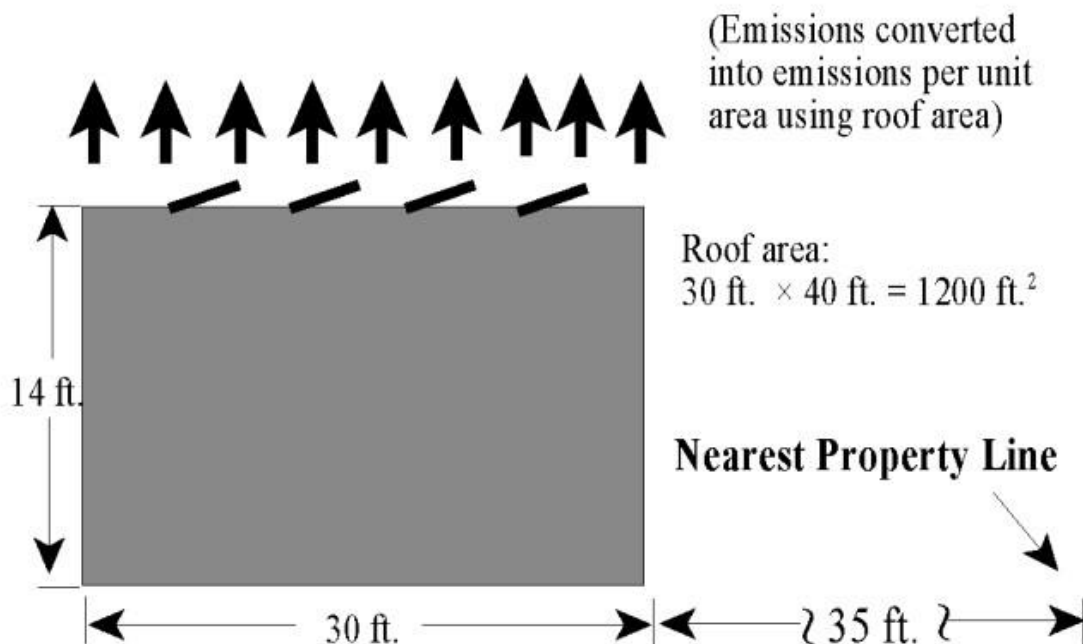 (Emissions converted
into emissions per unit
area using roof area)
Roof area:
30 ft. × 40 ft. = 1200 ft.²
14 ft.
Nearest Property Line
30 ft.
35 ft.